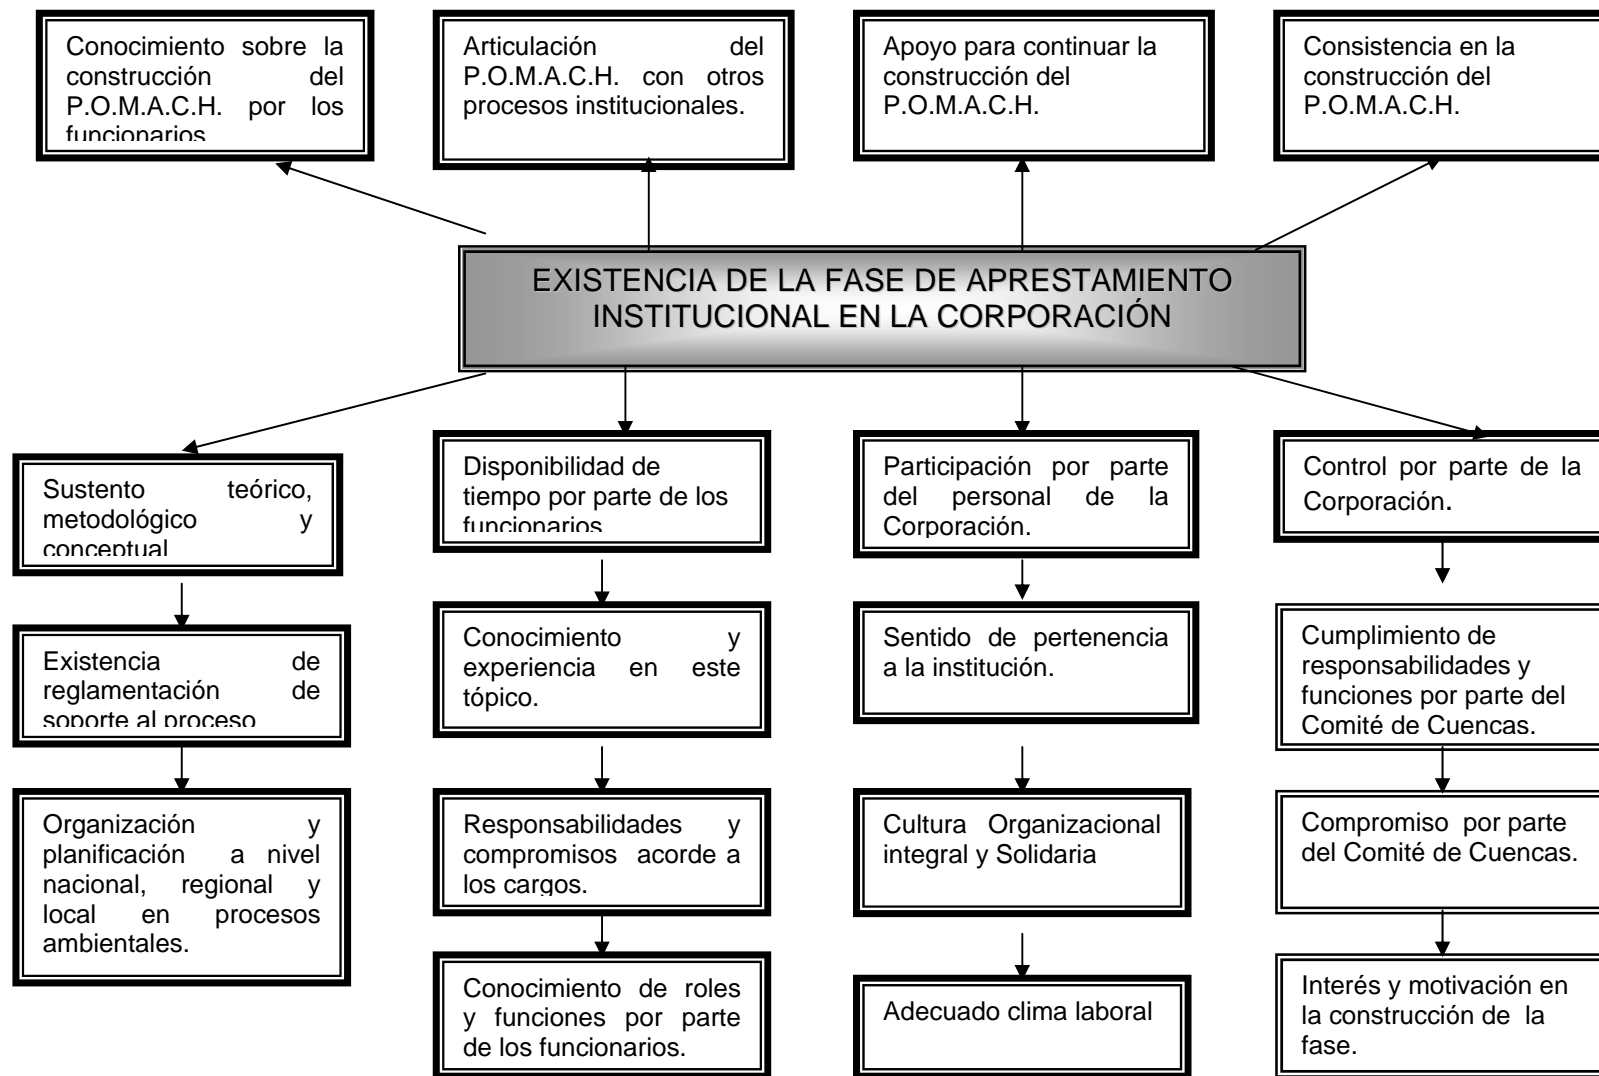 Conocimiento sobre la
construcción del
P.O.M.A.C.H. por los
funcionarios
Articulación del
P.O.M.A.C.H. con otros
procesos institucionales.
Apoyo para continuar la
construcción del
P.O.M.A.C.H.
Consistencia en la
construcción del
P.O.M.A.C.H.
EXISTENCIA DE LA FASE DE APRESTAMIENTO
INSTITUCIONAL EN LA CORPORACIÓN
Sustento teórico,
metodológico y
conceptual
Disponibilidad de
tiempo por parte de los
funcionarios
Participación por parte
del personal de la
Corporación.
Control por parte de la
Corporación.
Existencia de
reglamentación de
soporte al proceso
Conocimiento y
experiencia en este
tópico.
Sentido de pertenencia
a la institución.
Cumplimiento de
responsabilidades y
funciones por parte del
Comité de Cuencas.
Organización y
planificación a nivel
nacional, regional y
local en procesos
ambientales.
Responsabilidades y
compromisos acorde a
los cargos.
Cultura Organizacional
integral y Solidaria
Compromiso por parte
del Comité de Cuencas.
Conocimiento de roles
y funciones por parte
de los funcionarios.
Adecuado clima laboral
Interés y motivación en
la construcción de la
fase.